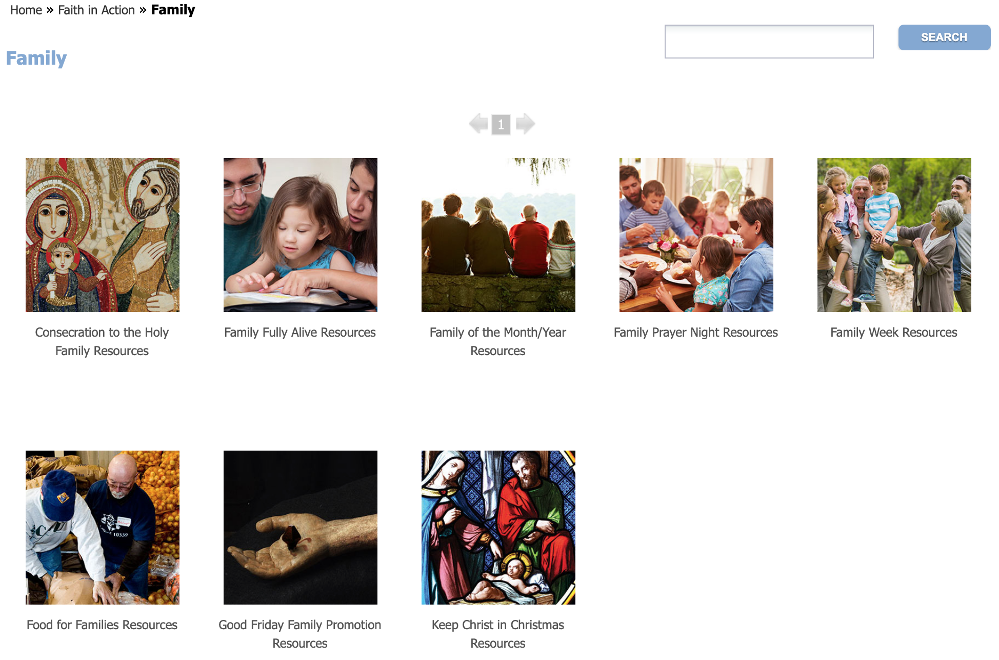 Home » Faith in Action » Family
SEARCH
Family
1
Consecration to the Holy
Family Resources
Family Fully Alive Resources
Family of the Month/Year
Resources
Family Prayer Night Resources
Family Week Resources
10339
Food for Families Resources
Good Friday Family Promotion
Resources
Keep Christ in Christmas
Resources